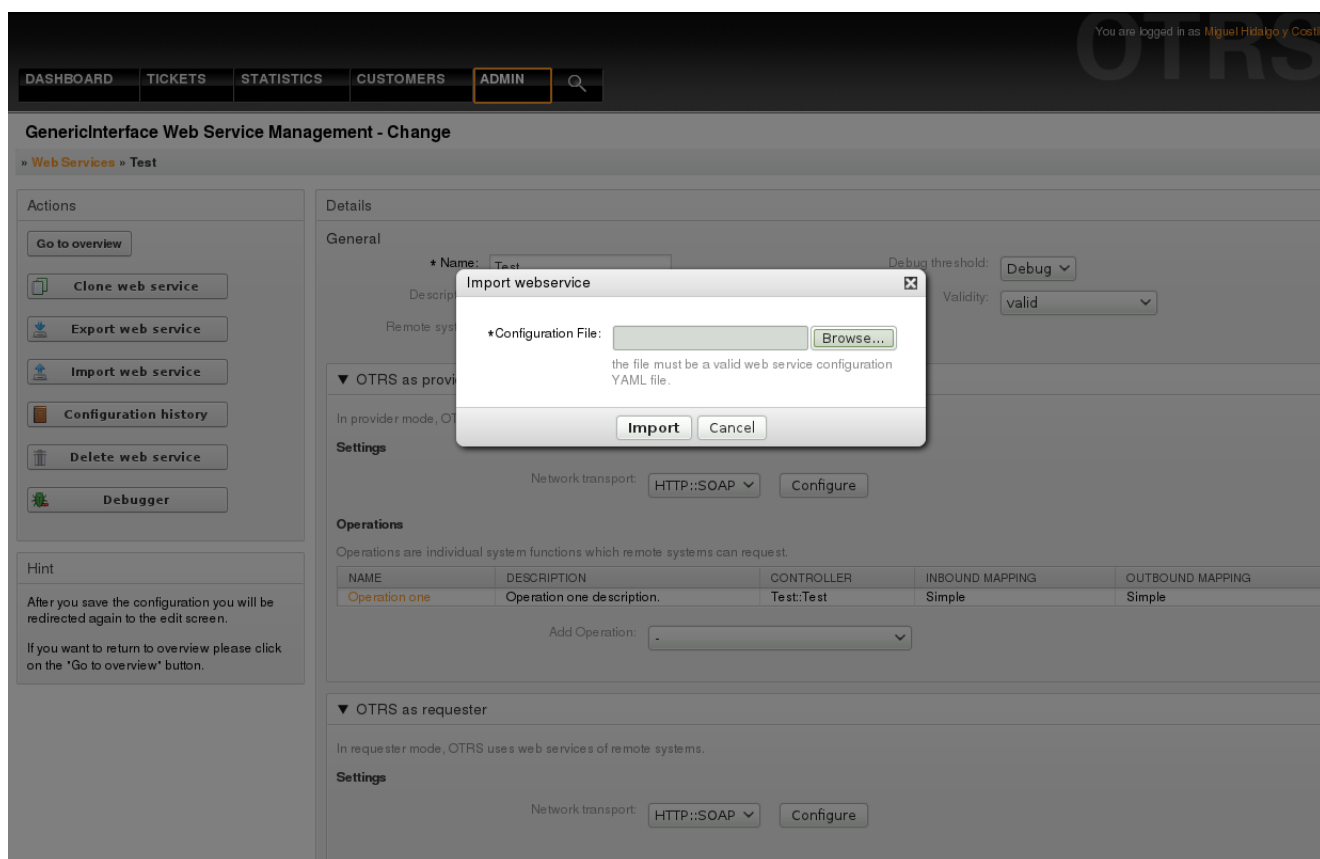 OTRS
You are logged in as Miguel Hidalgo y Costi
DASHBOARD TICKETS STATISTICS CUSTOMERS ADMIN
GenericInterface Web Service Management - Change
» Web Services » Test
Actions
Go to overview
Clone web service
Export web service
Import web service
Configuration history
Delete web service
Debugger
Hint
After you save the configuration you will be
redirected again to the edit screen.
If you want to return to overview please click
on the "Go to overview" button.
Details
General
* Name: Test
Descript
Remote syst
Debug threshold: Debug
Validity: valid
Import webservice
*Configuration File: Browse...
the file must be a valid web service configuration
YAML file.
Import Cancel
▼ OTRS as provi
In provider mode, OT
Settings
Network transport: HTTP::SOAP Configure
Operations
Operations are individual system functions which remote systems can request.
NAME DESCRIPTION CONTROLLER INBOUND MAPPING OUTBOUND MAPPING
Operation one Operation one description. Test::Test Simple Simple
Add Operation: -
▼ OTRS as requester
In requester mode, OTRS uses web services of remote systems.
Settings
Network transport: HTTP::SOAP Configure